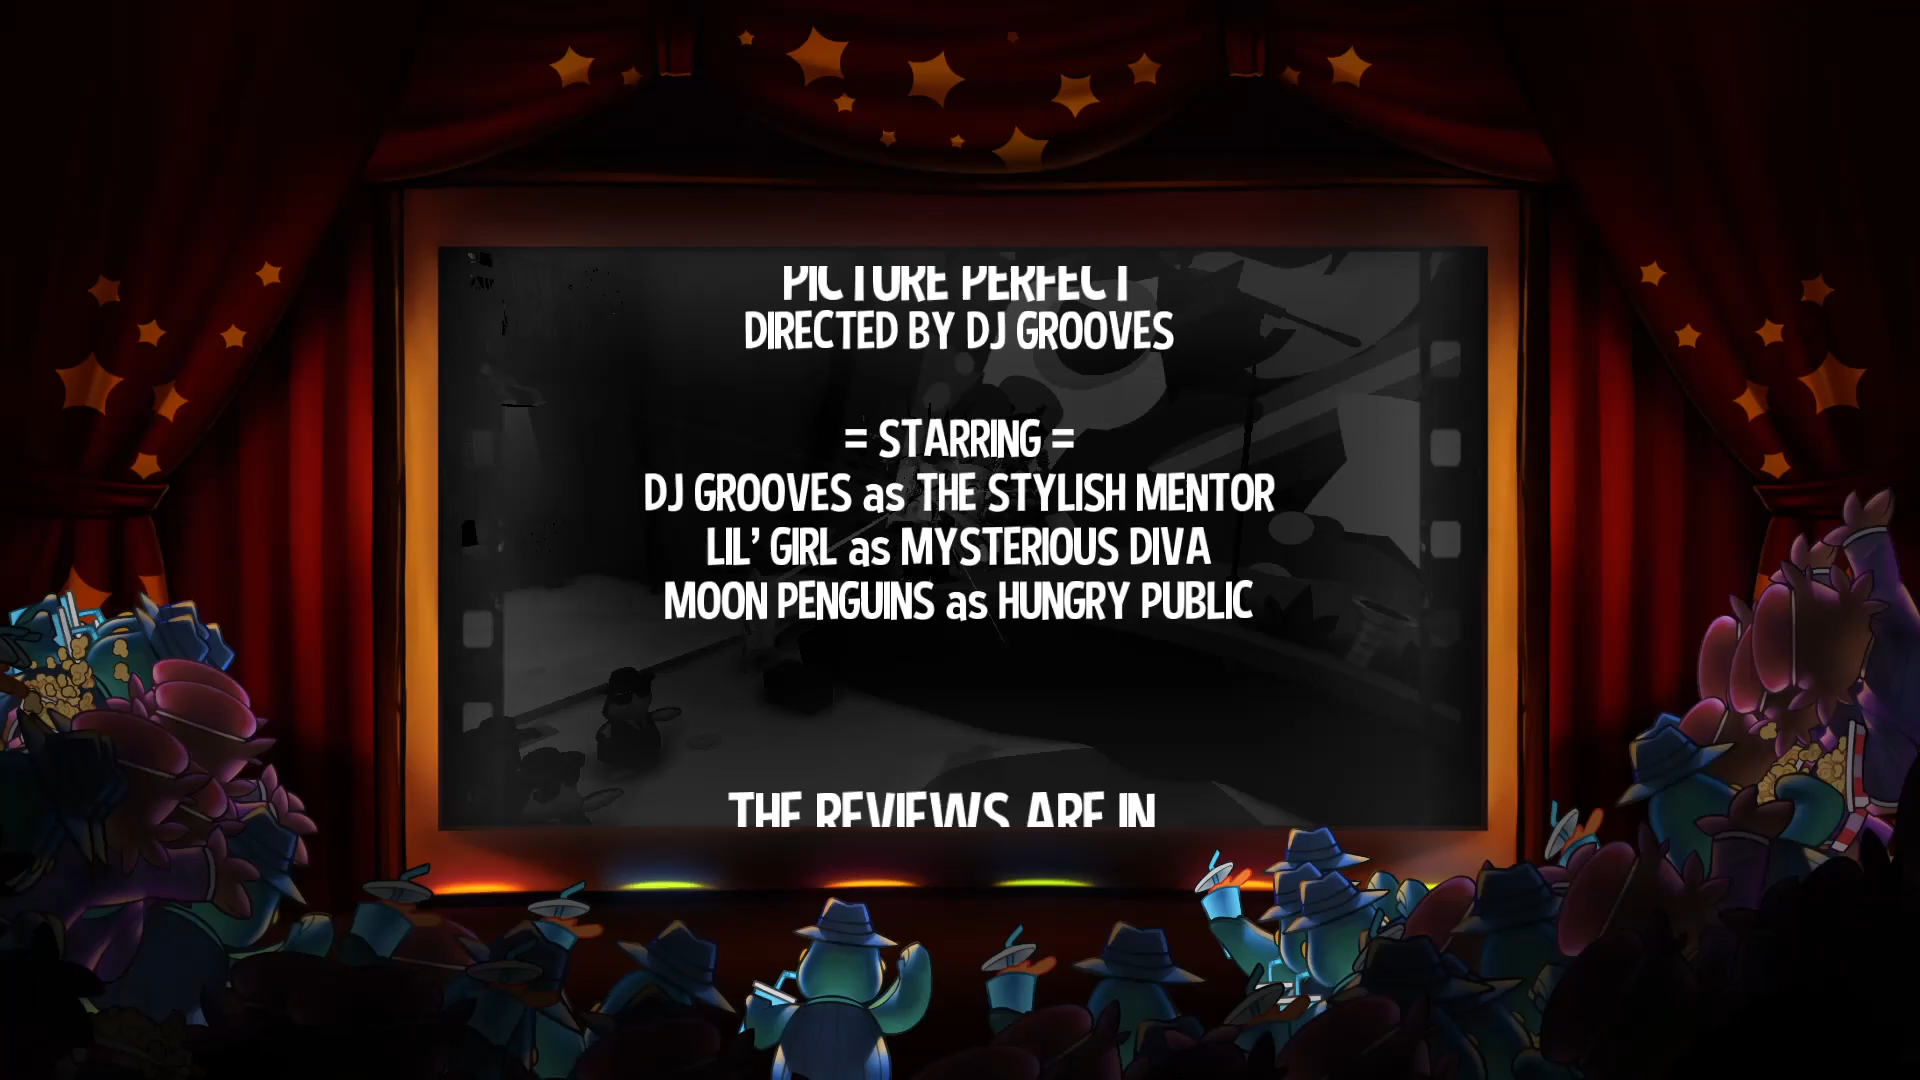 PICTURE PERFECT
DIRECTED BY DJ GROOVES
= STARRING =
DJ GROOVES as THE STYLISH MENTOR
LIL' GIRL as MYSTERIOUS DIVA
MOON PENGUINS as HUNGRY PUBLIC
THE REVIEWS ARE IN